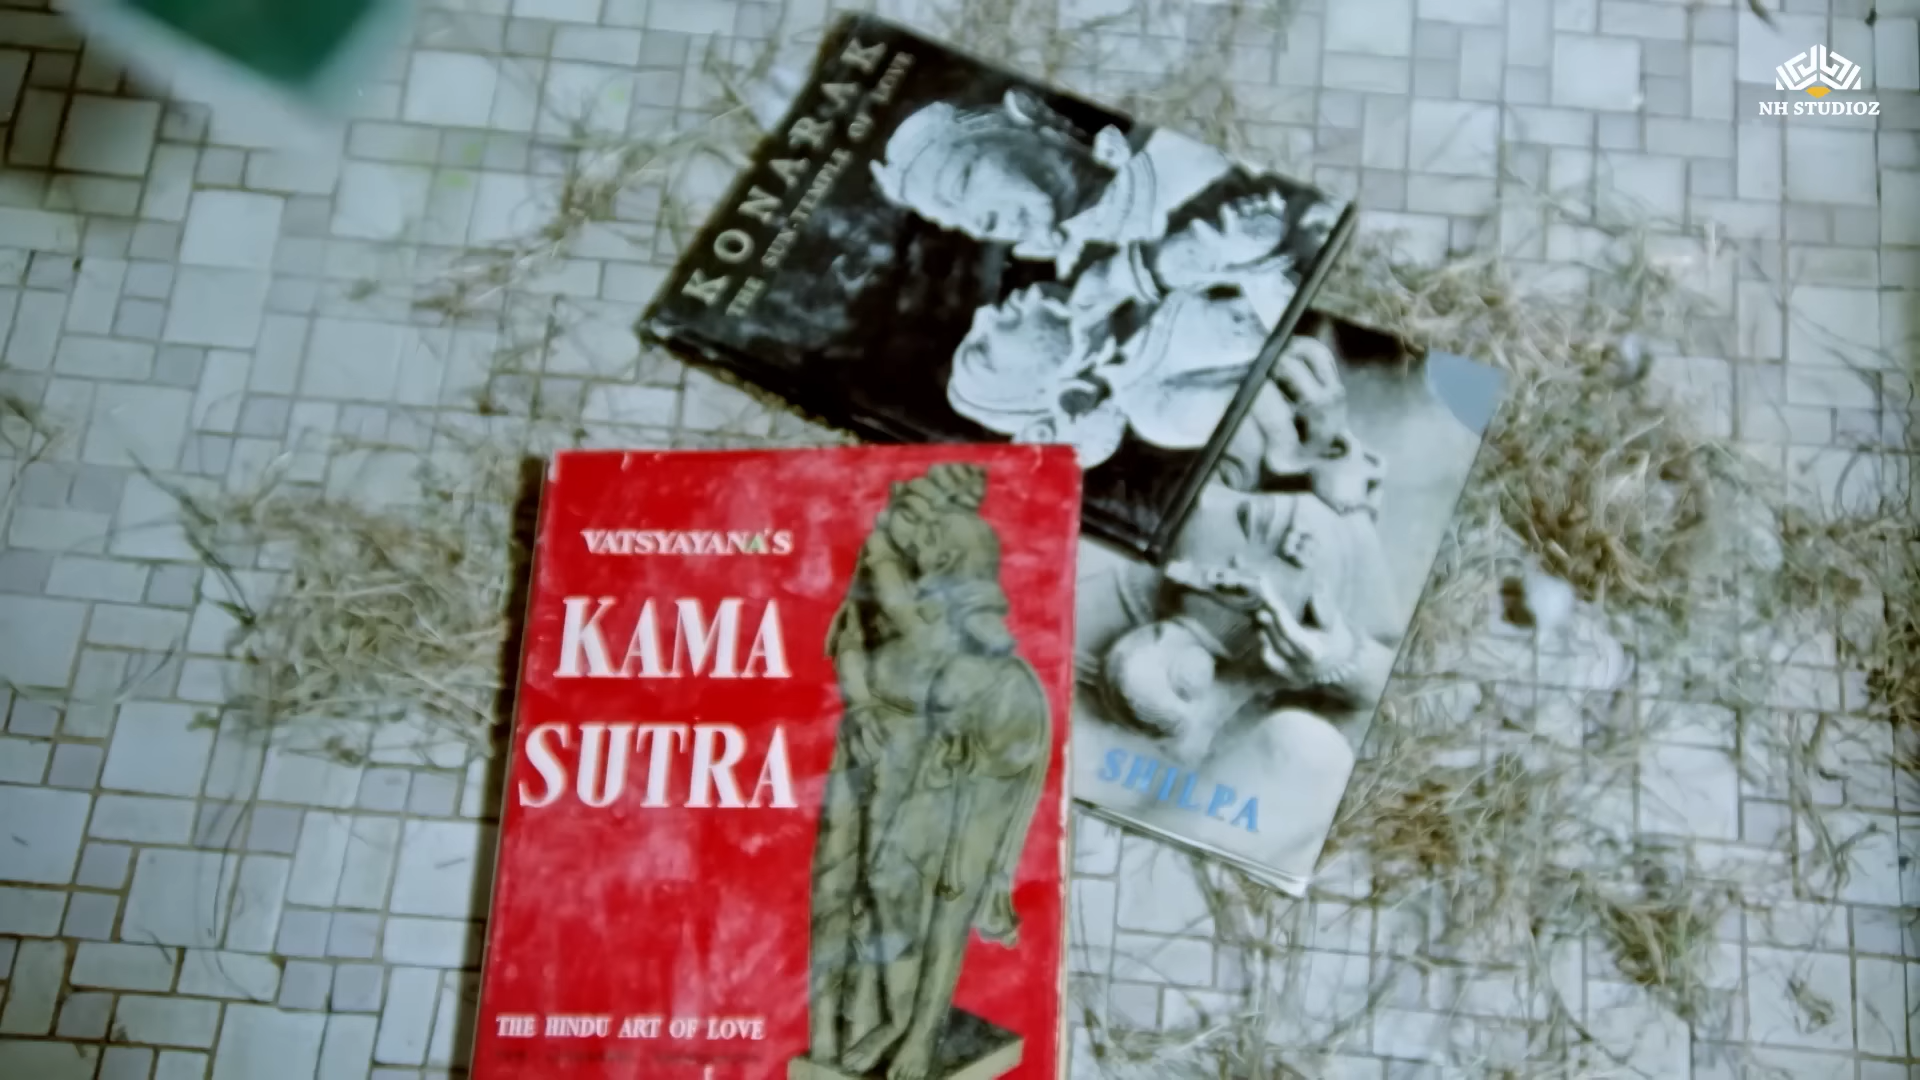 NH STUDIOZ
KONARAK
THE SUN-TEMPLE OF LOVE
VATSYAYANA'S
KAMA
SUTRA
SHILPA
THE HINDU ART OF LOVE